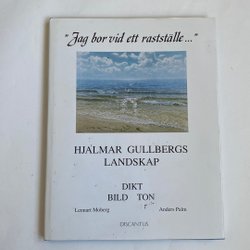 "Jag bor vid ett rastställe..."
HJALMAR GULLBERGS
LANDSKAP
DIKT
BILD TON
Lennart Moberg Anders Palm
DISCANTUS